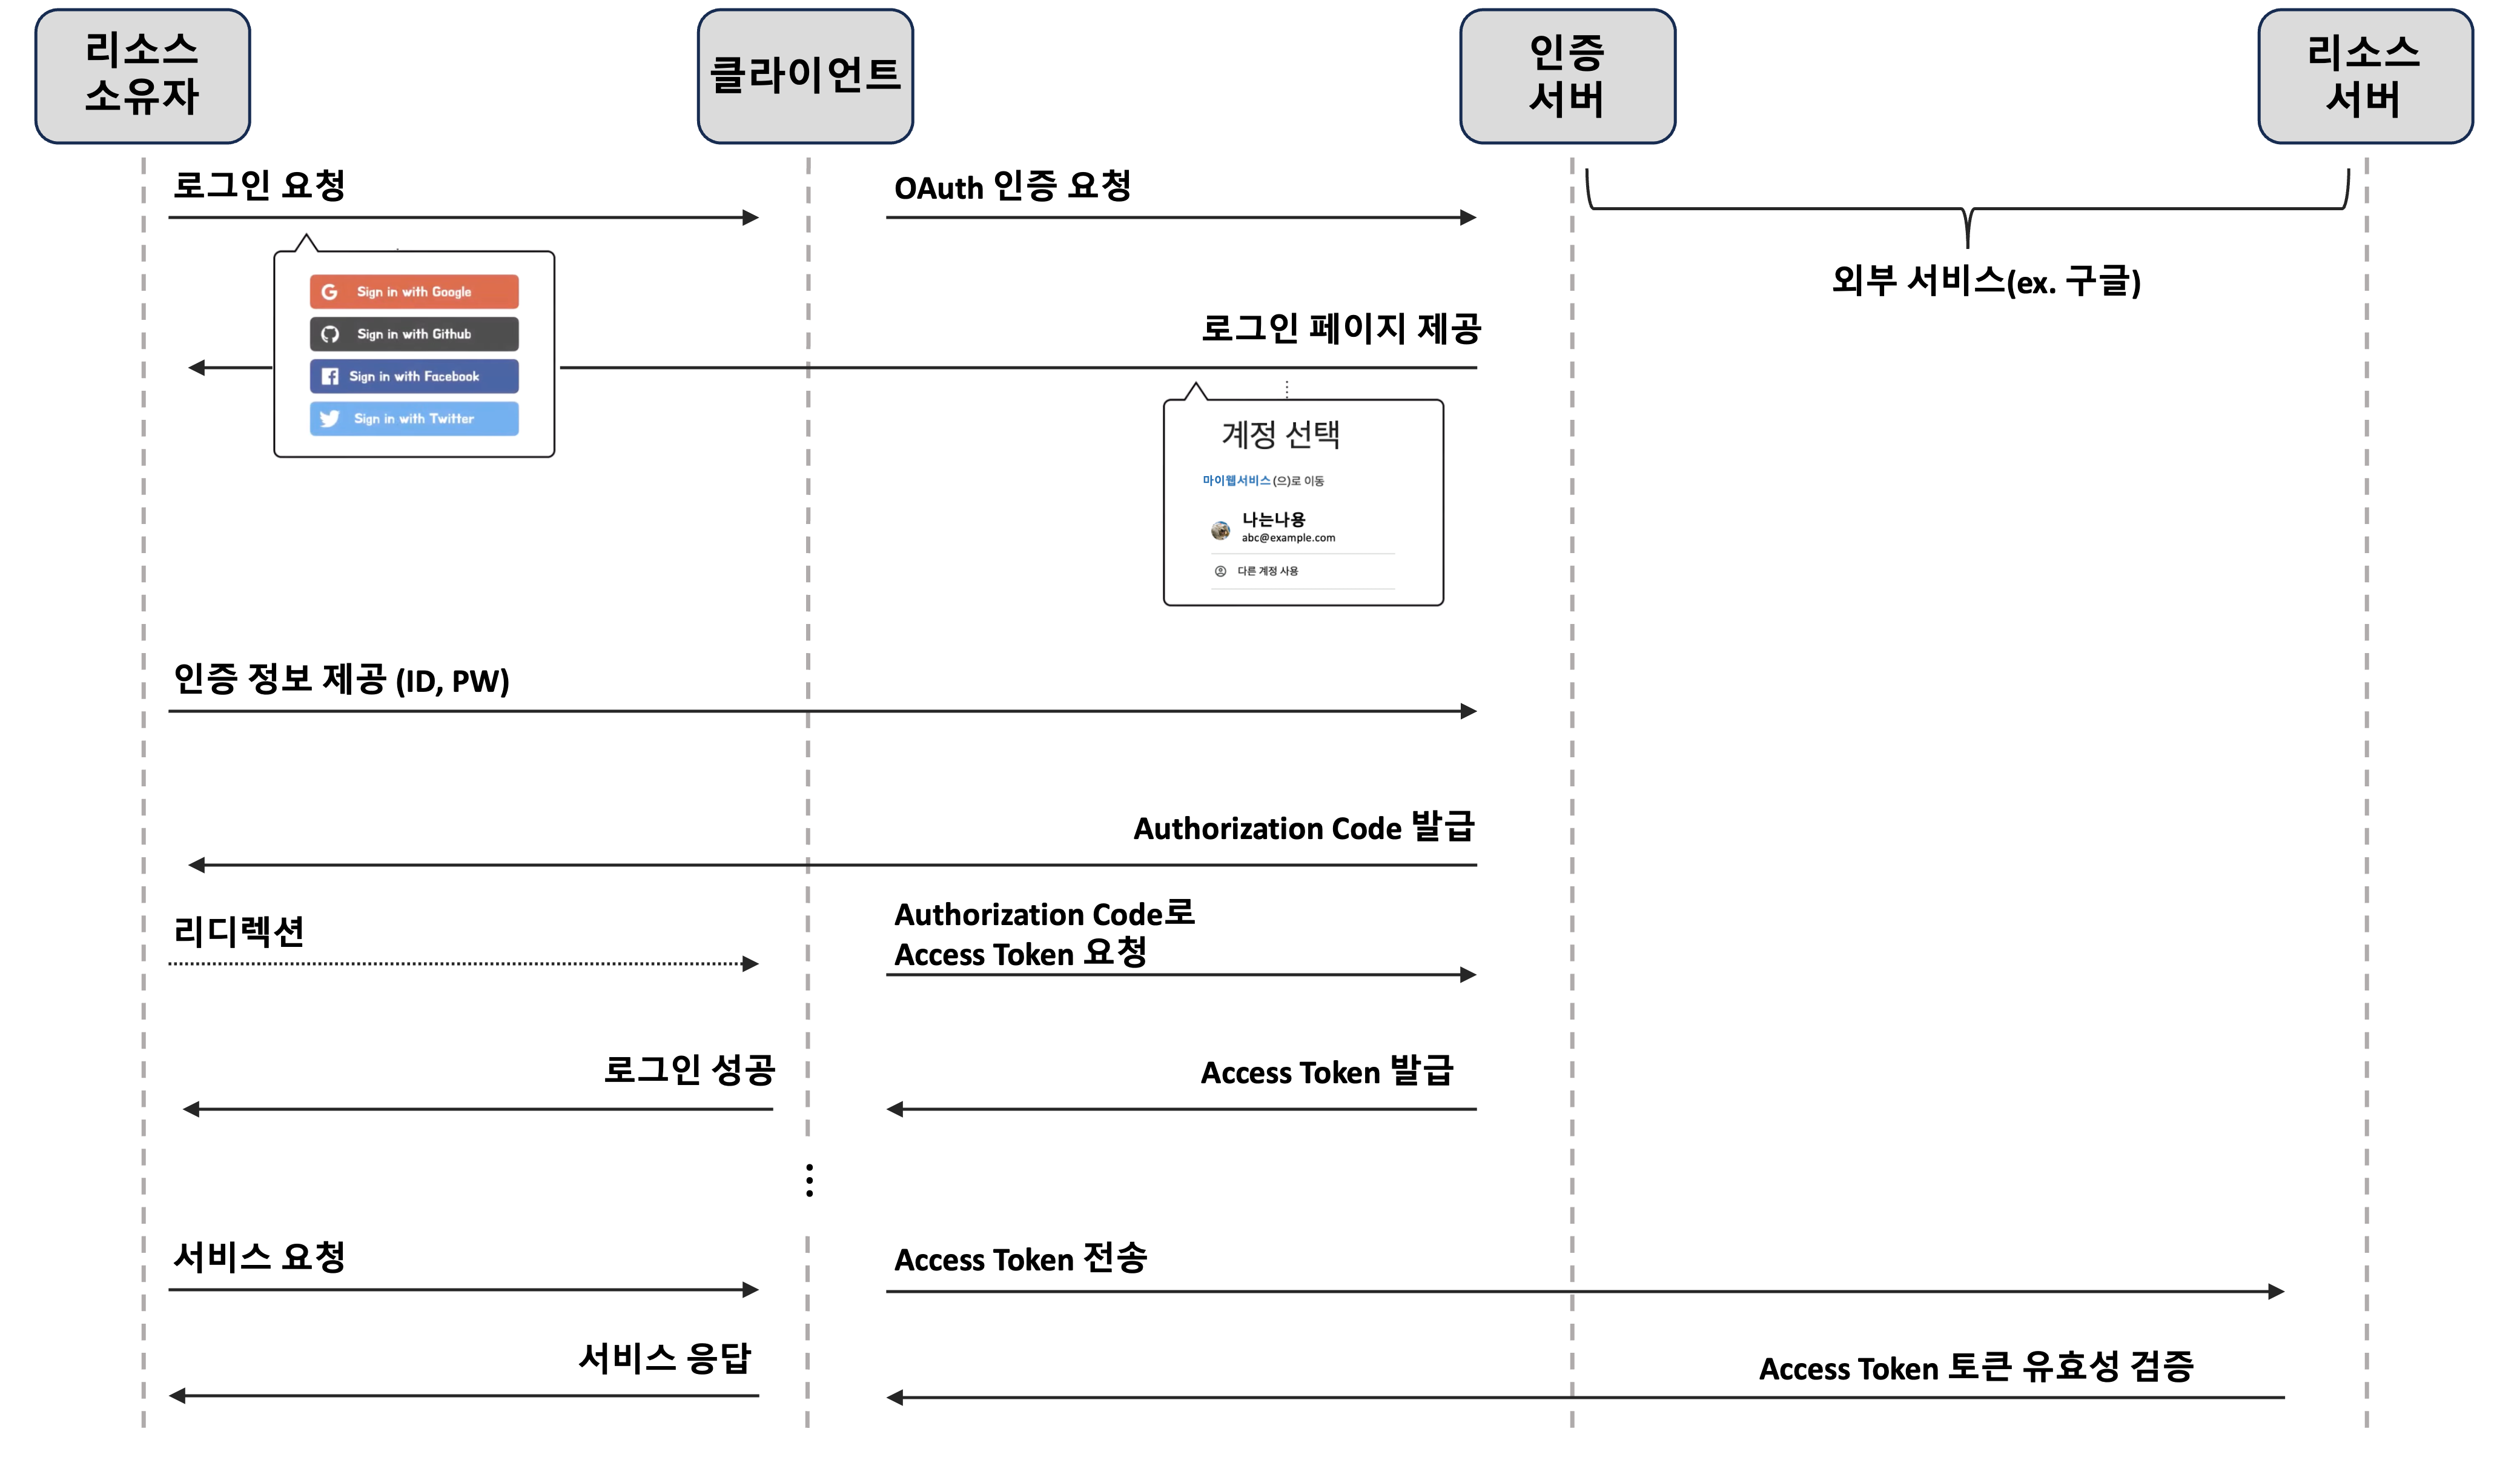 리소스
소유자
클라이언트
인증
서버
리소스
서버
로그인 요청
OAuth 인증 요청
외부 서비스(ex. 구글)
Sign in with Google
Sign in with Github
Sign in with Facebook
Sign in with Twitter
로그인 페이지 제공
계정 선택
마이웹서비스 (으)로 이동
나는나용
abc@example.com
다른 계정 사용
인증 정보 제공 (ID, PW)
Authorization Code 발급
리디렉션
Authorization Code로
Access Token 요청
로그인 성공
Access Token 발급
서비스 요청
Access Token 전송
서비스 응답
Access Token 토큰 유효성 검증